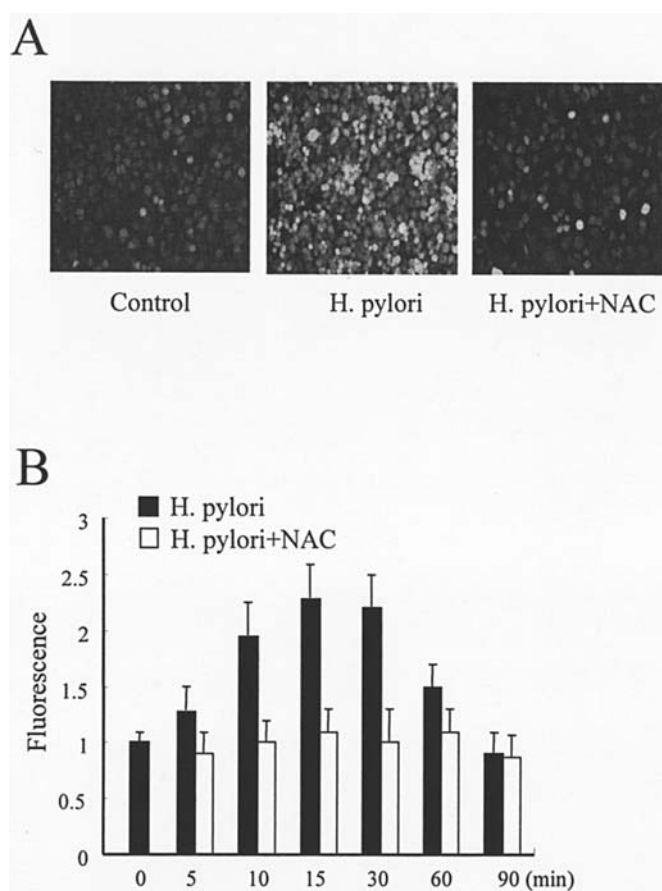 A
Control H. pylori H. pylori+NAC
B
H. pylori
H. pylori+NAC
3
2.5
2
1.5
1
0.5
0
Fluorescence
0 5 10 15 30 60 90 (min)